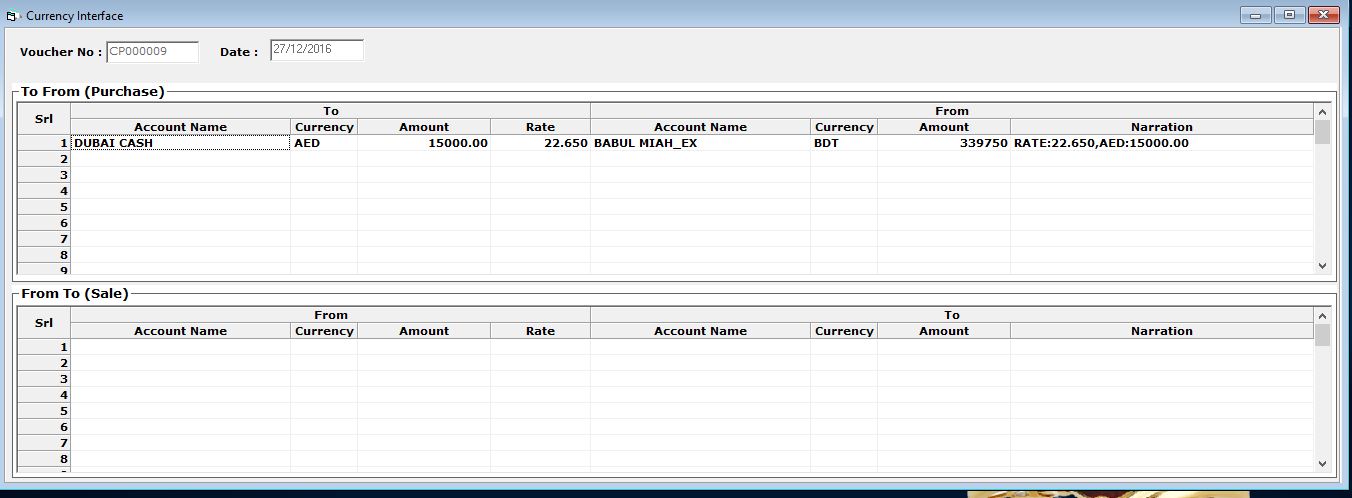 Currency Interface
Voucher No : CP000009 Date : 27/12/2016
To From (Purchase)
Srl To From
Account Name Currency Amount Rate Account Name Currency Amount Narration
1 DUBAI CASH AED 15000.00 22.650 BABUL MIAH_EX BDT 339750 RATE:22.650,AED:15000.00
2
3
4
5
6
7
8
9
From To (Sale)
Srl From To
Account Name Currency Amount Rate Account Name Currency Amount Narration
1
2
3
4
5
6
7
8